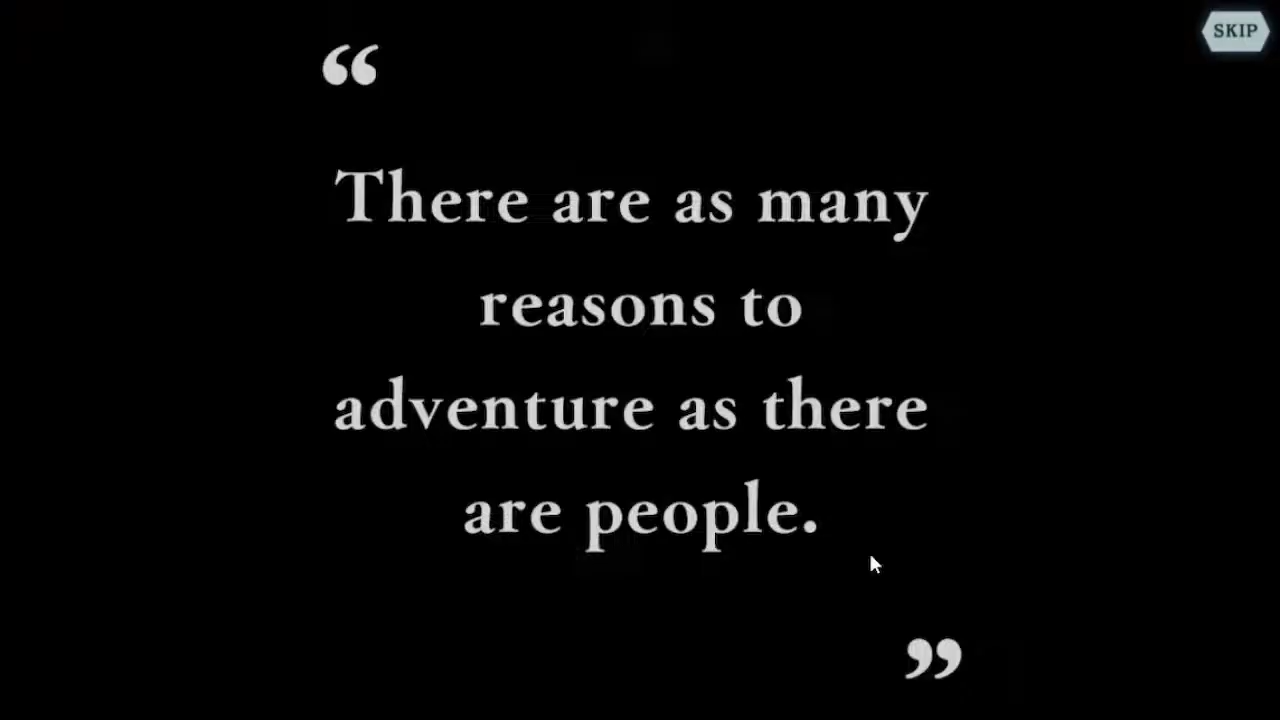 SKIP
“
There are as many
reasons to
adventure as there
are people.
”